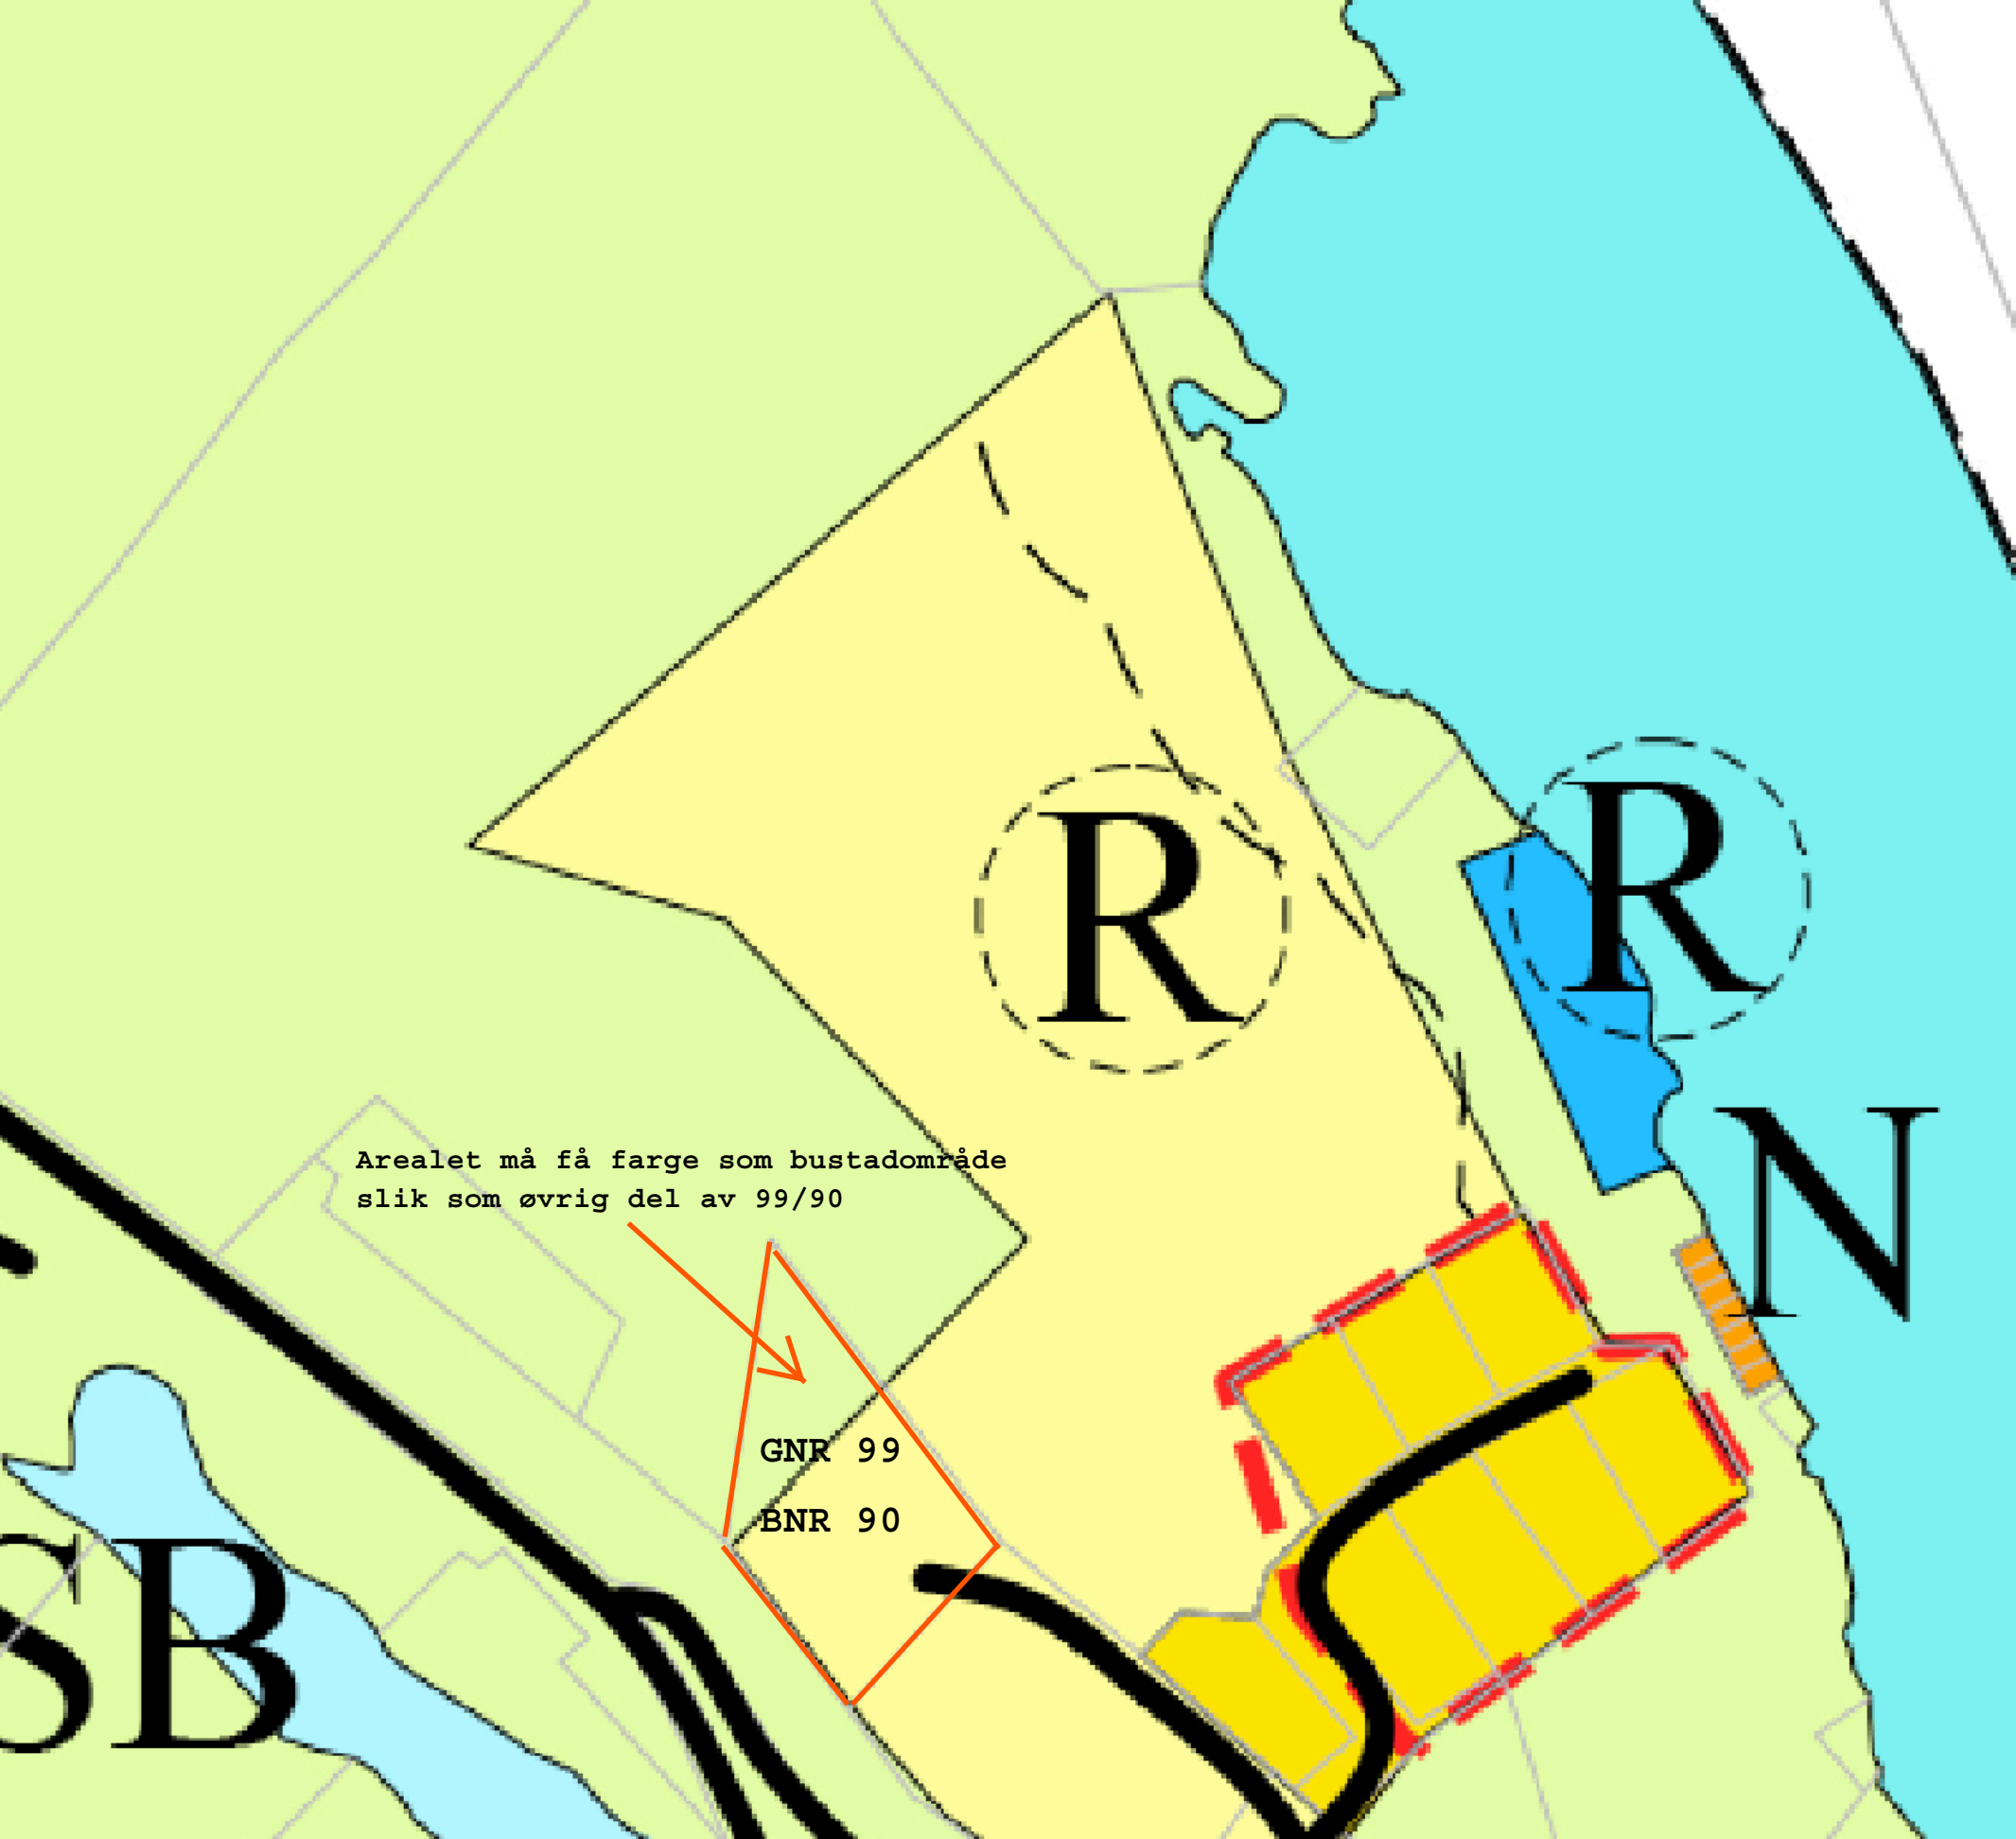 R
R
N
Arealet må få farge som bustadområde
slik som øvrig del av 99/90
GNR 99
BNR 90
SB